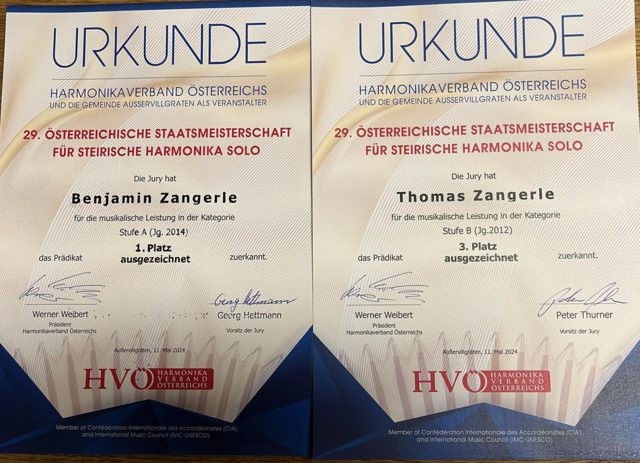 URKUNDE
HARMONIKAVERBAND ÖSTERREICHS
UND DIE GEMEINDE AUSSERVILLGRATEN ALS VERANSTALTER
29. ÖSTERREICHISCHE STAATSMEISTERSCHAFT
FÜR STEIRISCHE HARMONIKA SOLO
Die Jury hat
Benjamin Zangerle
für die musikalische Leistung in der Kategorie
Stufe A (Jg. 2014)
1. Platz
das Prädikat ausgezeichnet zuerkannt.
Georg Hettmann
Werner Weibert Georg Hettmann
Präsident Vorsitz der Jury
Harmonikaverband Österreichs
Außervillgraten, 11. Mai 2024
HVÖ HARMONIKA
VERBAND
ÖSTERREICHS
Member of Confédération Internationale des Accordéonistes (CIA)
and International Music Council (IMC-UNESCO)
URKUNDE
HARMONIKAVERBAND ÖSTERREICHS
UND DIE GEMEINDE AUSSERVILLGRATEN ALS VERANSTALTER
29. ÖSTERREICHISCHE STAATSMEISTERSCHAFT
FÜR STEIRISCHE HARMONIKA SOLO
Die Jury hat
Thomas Zangerle
für die musikalische Leistung in der Kategorie
Stufe B (Jg.2012)
3. Platz
das Prädikat ausgezeichnet zuerkannt.
Werner Weibert Peter Thurner
Präsident Vorsitz der Jury
Harmonikaverband Österreichs
Außervillgraten, 11. Mai 2024
HVÖ HARMONIKA
VERBAND
ÖSTERREICHS
Member of Confédération Internationale des Accordéonistes (CIA)
and International Music Council (IMC-UNESCO)